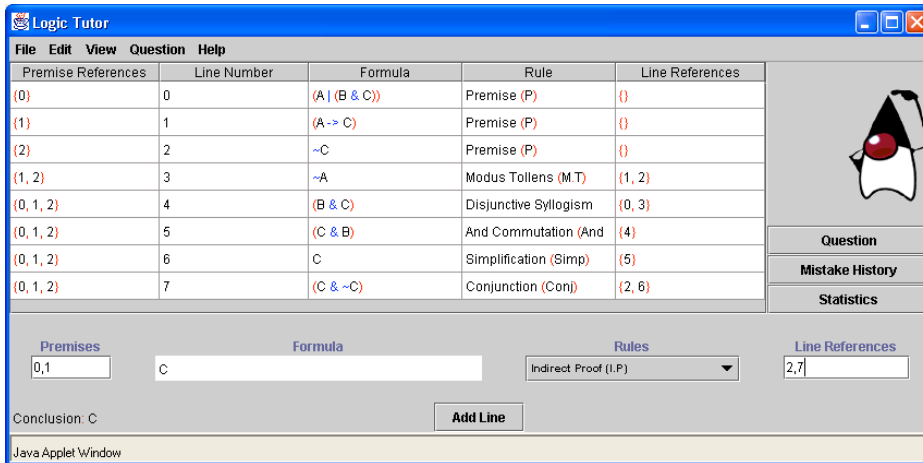 Logic Tutor
File Edit View Question Help
Premise References Line Number Formula Rule Line References
{0} 0 (A | (B & C)) Premise (P) {}
{1} 1 (A -> C) Premise (P) {}
{2} 2 ~C Premise (P) {}
{1, 2} 3 ~A Modus Tollens (M.T) {1, 2}
{0, 1, 2} 4 (B & C) Disjunctive Syllogism {0, 3}
{0, 1, 2} 5 (C & B) And Commutation (And {4}
{0, 1, 2} 6 C Simplification (Simp) {5}
{0, 1, 2} 7 (C & ~C) Conjunction (Conj) {2, 6}
Question
Mistake History
Statistics
Premises Formula Rules Line References
0,1 C Indirect Proof (I.P) 2,7
Conclusion: C Add Line
Java Applet Window